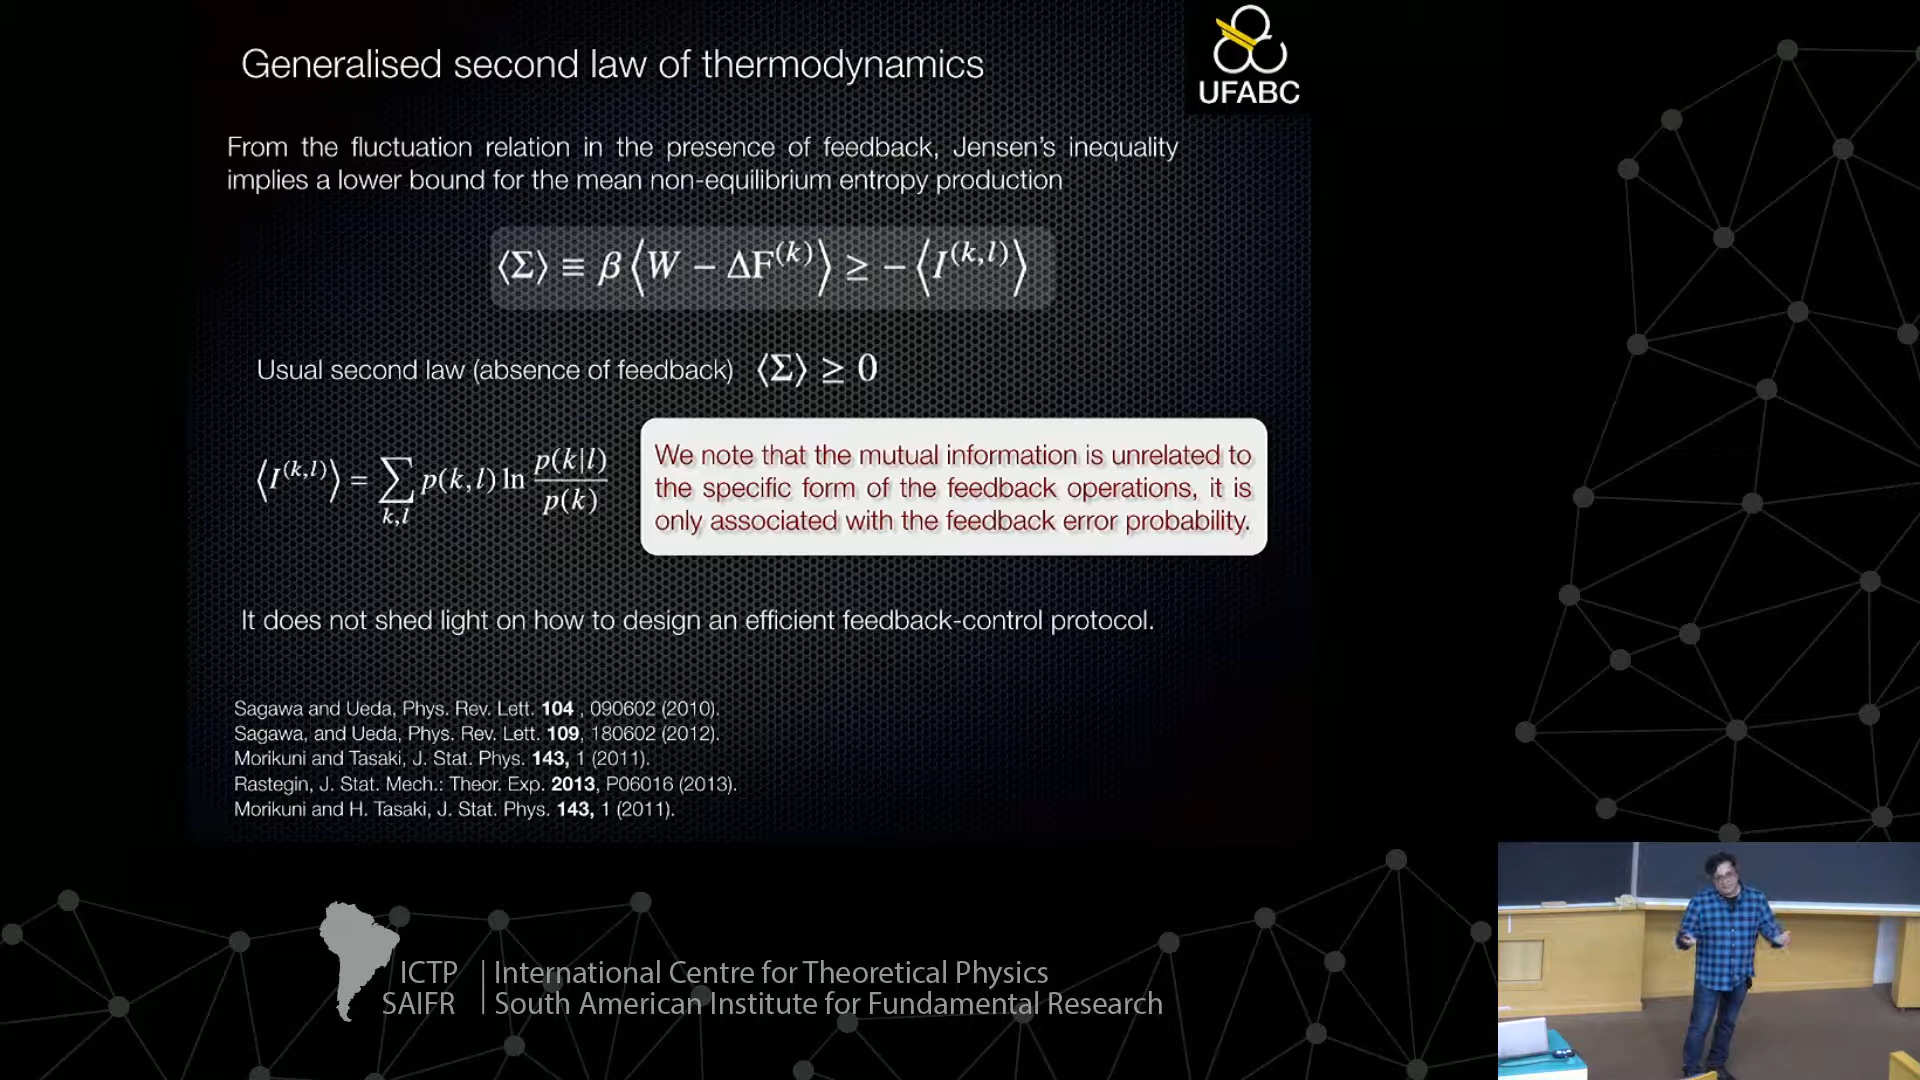 Generalised second law of thermodynamics
UFABC
From the fluctuation relation in the presence of feedback, Jensen's inequality
implies a lower bound for the mean non-equilibrium entropy production
⟨Σ⟩ ≡ β ⟨W − ΔF^(k)⟩ ≥ − ⟨I^(k,l)⟩
Usual second law (absence of feedback) ⟨Σ⟩ ≥ 0
⟨I^(k,l)⟩ = ∑_{k,l} p(k,l) ln p(k|l)/p(k)
We note that the mutual information is unrelated to
the specific form of the feedback operations, it is
only associated with the feedback error probability.
It does not shed light on how to design an efficient feedback-control protocol.
Sagawa and Ueda, Phys. Rev. Lett. 104 , 090602 (2010).
Sagawa, and Ueda, Phys. Rev. Lett. 109, 180602 (2012).
Morikuni and Tasaki, J. Stat. Phys. 143, 1 (2011).
Rastegin, J. Stat. Mech.: Theor. Exp. 2013, P06016 (2013).
Morikuni and H. Tasaki, J. Stat. Phys. 143, 1 (2011).
ICTP | International Centre for Theoretical Physics
SAIFR | South American Institute for Fundamental Research